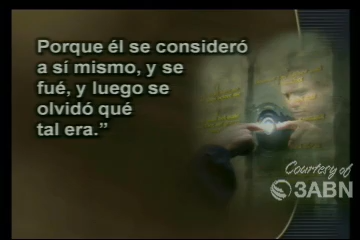 Porque él se consideró
a sí mismo, y se
fué, y luego se
olvidó qué
tal era.”
Courtesy of
3ABN